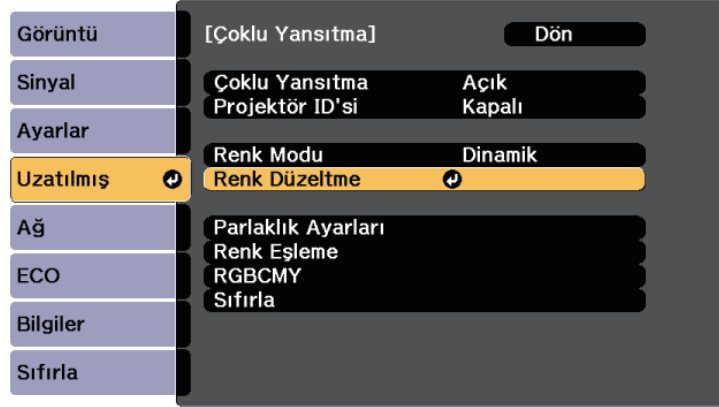 Görüntü
Sinyal
Ayarlar
Uzatılmış
Ağ
ECO
Bilgiler
Sıfırla
[Çoklu Yansıtma] Dön
Çoklu Yansıtma Açık
Projektör ID'si Kapalı
Renk Modu Dinamik
Renk Düzeltme
Parlaklık Ayarları
Renk Eşleme
RGBCMY
Sıfırla